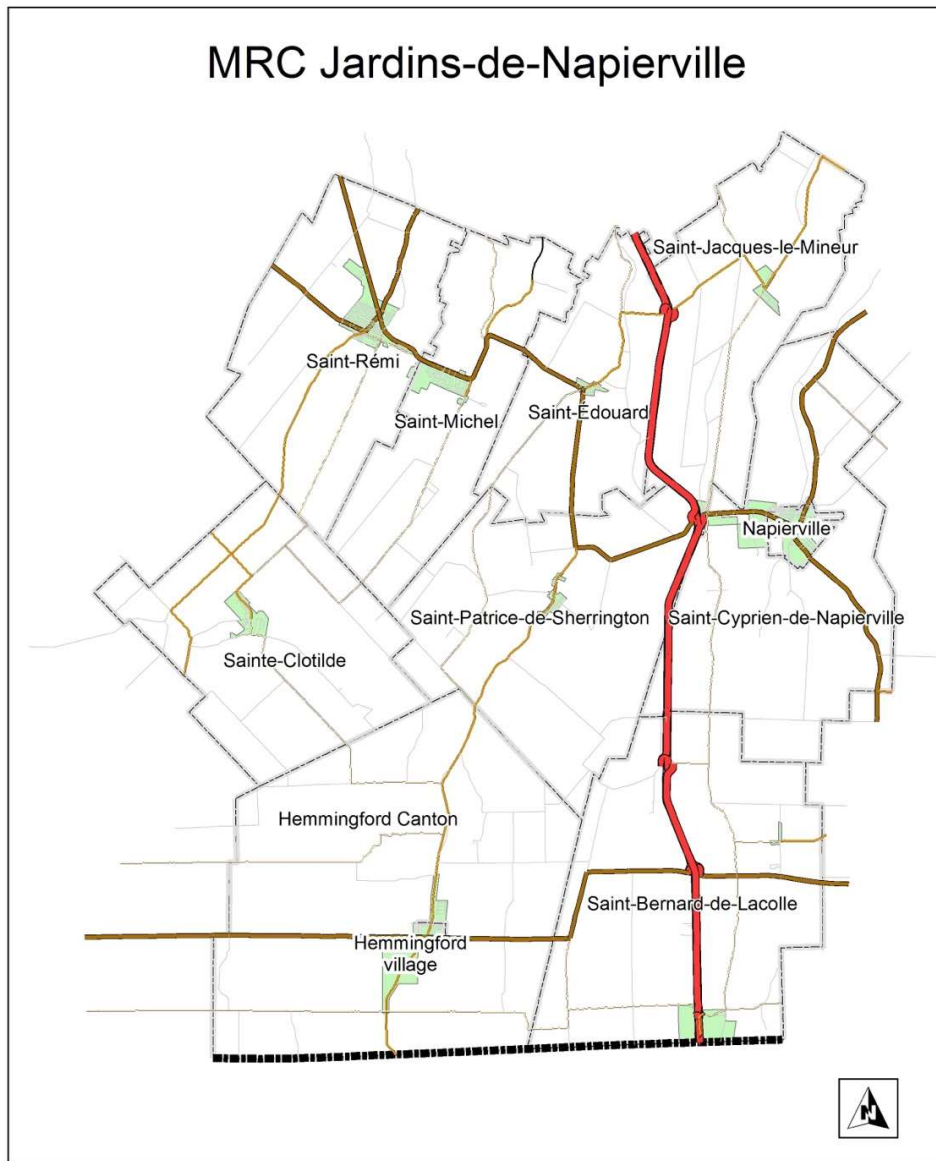 MRC Jardins-de-Napierville
Saint-Jacques-le-Mineur
Saint-Rémi
Saint-Michel
Saint-Edouard
Napierville
Saint-Patrice-de-Sherrington
Saint-Cyprien-de-Napierville
Sainte-Clotilde
Hemmingford Canton
Saint-Bernard-de-Lacolle
Hemmingford
village
N